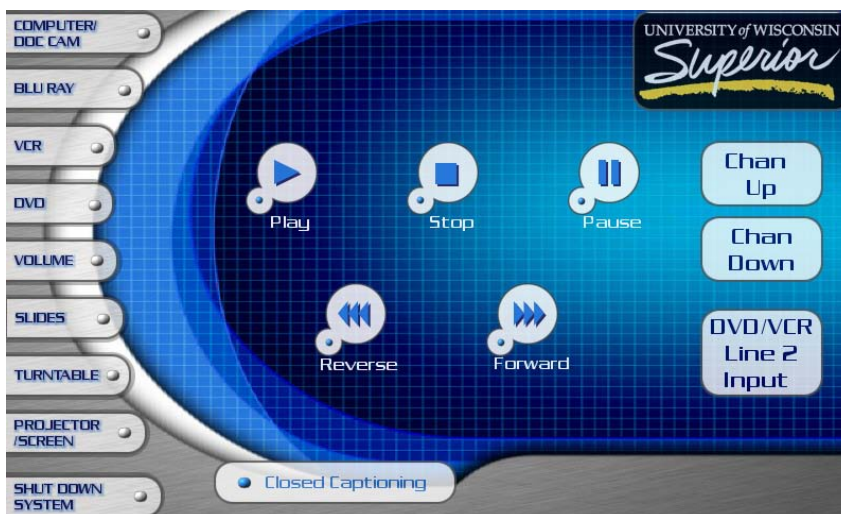 COMPUTER/
DOC CAM
BLU RAY
VCR
DVD
VOLUME
SLIDES
TURNTABLE
PROJECTOR
/SCREEN
SHUT DOWN
SYSTEM
UNIVERSITY of WISCONSIN
Superior
Play
Stop
Pause
Reverse
Forward
Chan
Up
Chan
Down
DVD/VCR
Line 2
Input
Closed Captioning